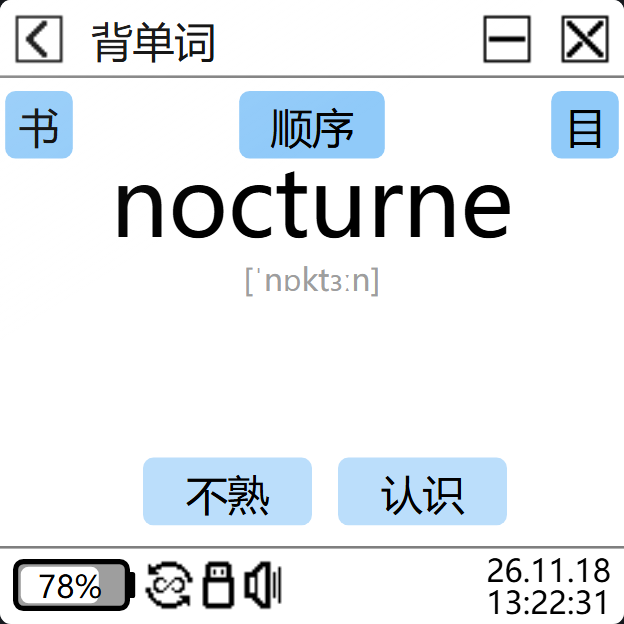 背单词
书 顺序 目
nocturne
[ˈnɒktɜːn]
不熟 认识
78% 26.11.18
13:22:31